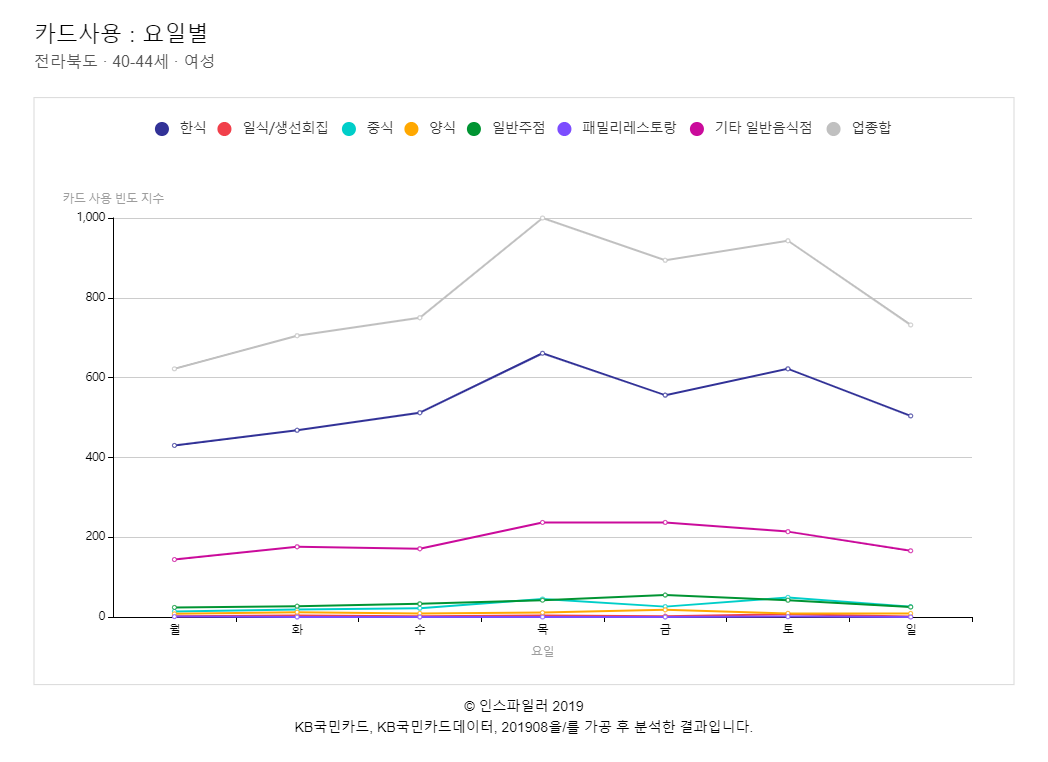 카드사용 : 요일별
전라북도 · 40-44세 · 여성
한식 일식/생선회집 중식 양식 일반주점 패밀리레스토랑 기타 일반음식점 업종합
카드 사용 빈도 지수
1,000
800
600
400
200
0
월 화 수 목 금 토 일
요일
© 인스파일러 2019
KB국민카드, KB국민카드데이터, 201908을/를 가공 후 분석한 결과입니다.